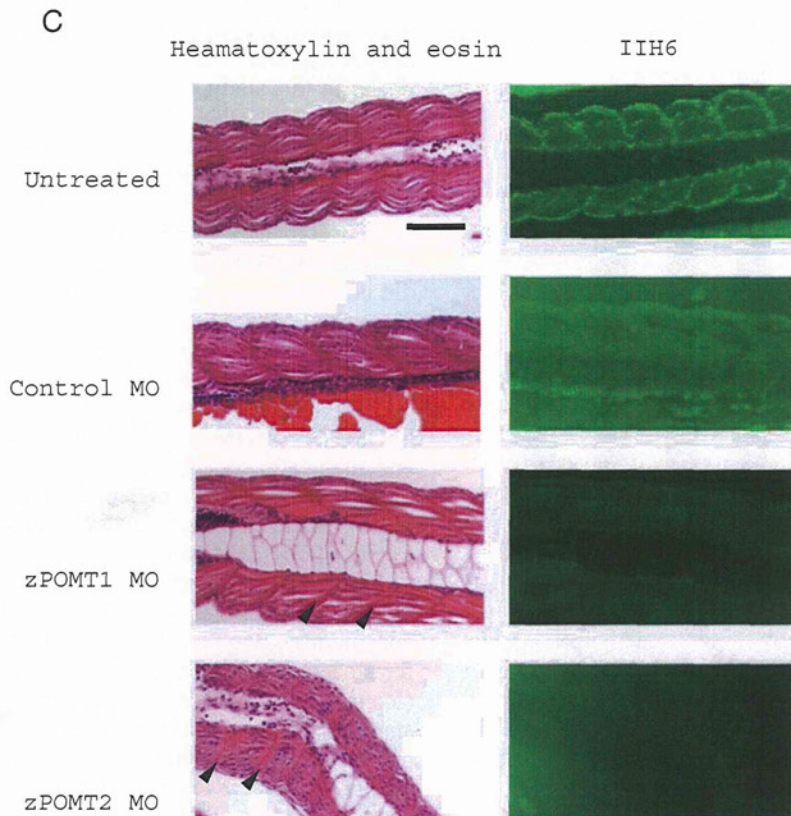 C
Heamatoxylin and eosin IIH6
Untreated
Control MO
zPOMT1 MO
zPOMT2 MO